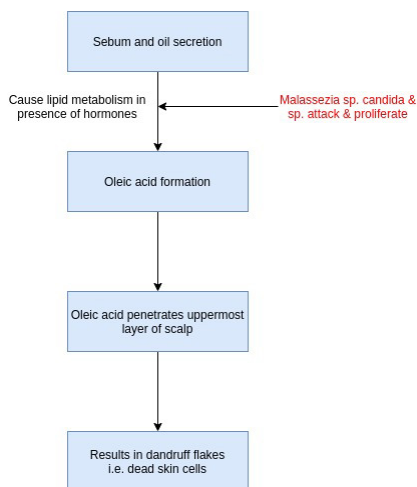 Sebum and oil secretion
Cause lipid metabolism in
presence of hormones
Malassezia sp. candida &
sp. attack & proliferate
Oleic acid formation
Oleic acid penetrates uppermost
layer of scalp
Results in dandruff flakes
i.e. dead skin cells